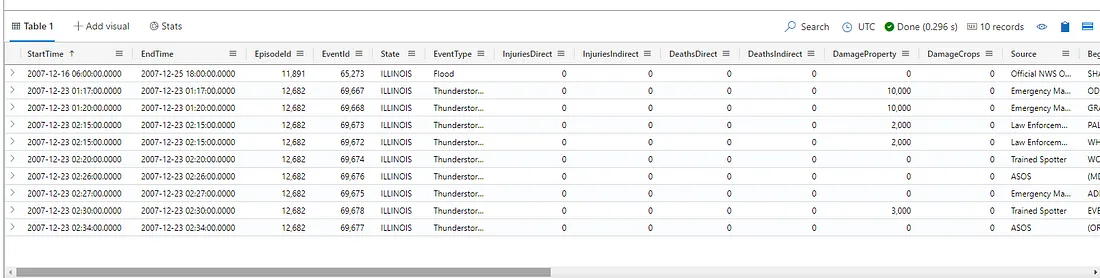 Table 1 + Add visual Stats Search UTC Done (0.296 s) 10 records
StartTime ↑ EndTime EpisodeId EventId State EventType InjuriesDirect InjuriesIndirect DeathsDirect DeathsIndirect DamageProperty DamageCrops Source Beg
2007-12-16 06:00:00.0000 2007-12-25 18:00:00.0000 11,891 65,273 ILLINOIS Flood 0 0 0 0 0 0 Official NWS O... SHA
2007-12-23 01:17:00.0000 2007-12-23 01:17:00.0000 12,682 69,667 ILLINOIS Thunderstor... 0 0 0 0 10,000 0 Emergency Ma... OD
2007-12-23 01:20:00.0000 2007-12-23 01:20:00.0000 12,682 69,668 ILLINOIS Thunderstor... 0 0 0 0 10,000 0 Emergency Ma... GRA
2007-12-23 02:15:00.0000 2007-12-23 02:15:00.0000 12,682 69,673 ILLINOIS Thunderstor... 0 0 0 0 2,000 0 Law Enforcem... PAL
2007-12-23 02:15:00.0000 2007-12-23 02:15:00.0000 12,682 69,672 ILLINOIS Thunderstor... 0 0 0 0 2,000 0 Law Enforcem... WH
2007-12-23 02:20:00.0000 2007-12-23 02:20:00.0000 12,682 69,674 ILLINOIS Thunderstor... 0 0 0 0 0 0 Trained Spotter WO
2007-12-23 02:26:00.0000 2007-12-23 02:26:00.0000 12,682 69,676 ILLINOIS Thunderstor... 0 0 0 0 0 0 ASOS (MD
2007-12-23 02:27:00.0000 2007-12-23 02:27:00.0000 12,682 69,675 ILLINOIS Thunderstor... 0 0 0 0 0 0 Emergency Ma... ADI
2007-12-23 02:30:00.0000 2007-12-23 02:30:00.0000 12,682 69,678 ILLINOIS Thunderstor... 0 0 0 0 3,000 0 Trained Spotter EVE
2007-12-23 02:34:00.0000 2007-12-23 02:34:00.0000 12,682 69,677 ILLINOIS Thunderstor... 0 0 0 0 0 0 ASOS (OR